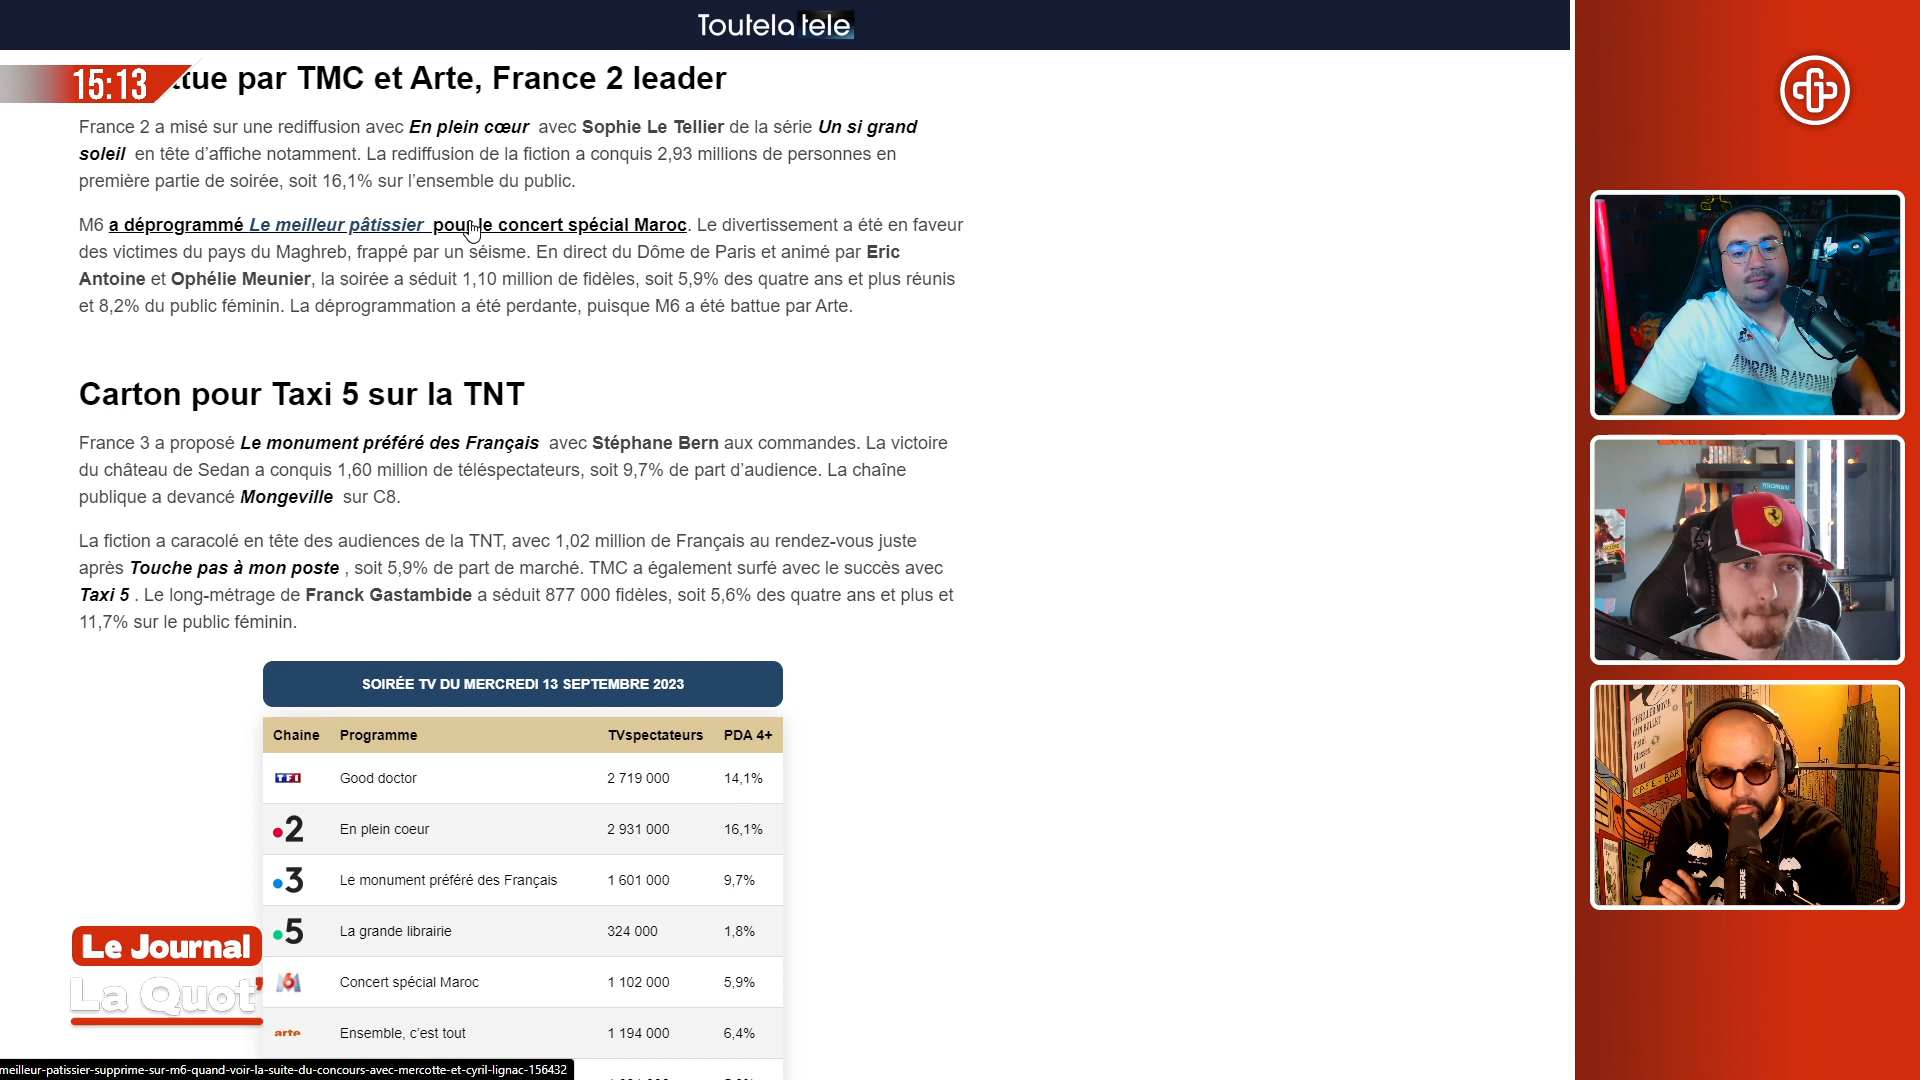 Toutela tele
15:13
ttue par TMC et Arte, France 2 leader
France 2 a misé sur une rediffusion avec En plein cœur avec Sophie Le Tellier de la série Un si grand
soleil en tête d'affiche notamment. La rediffusion de la fiction a conquis 2,93 millions de personnes en
première partie de soirée, soit 16,1% sur l'ensemble du public.
M6 a déprogrammé Le meilleur pâtissier pour le concert spécial Maroc. Le divertissement a été en faveur
des victimes du pays du Maghreb, frappé par un séisme. En direct du Dôme de Paris et animé par Eric
Antoine et Ophélie Meunier, la soirée a séduit 1,10 million de fidèles, soit 5,9% des quatre ans et plus réunis
et 8,2% du public féminin. La déprogrammation a été perdante, puisque M6 a été battue par Arte.
Carton pour Taxi 5 sur la TNT
France 3 a proposé Le monument préféré des Français avec Stéphane Bern aux commandes. La victoire
du château de Sedan a conquis 1,60 million de téléspectateurs, soit 9,7% de part d'audience. La chaîne
publique a devancé Mongeville sur C8.
La fiction a caracolé en tête des audiences de la TNT, avec 1,02 million de Français au rendez-vous juste
après Touche pas à mon poste , soit 5,9% de part de marché. TMC a également surfé avec le succès avec
Taxi 5 . Le long-métrage de Franck Gastambide a séduit 877 000 fidèles, soit 5,6% des quatre ans et plus et
11,7% sur le public féminin.
SOIRÉE TV DU MERCREDI 13 SEPTEMBRE 2023
Chaine Programme TVspectateurs PDA 4+
TF1 Good doctor 2 719 000 14,1%
2 En plein coeur 2 931 000 16,1%
3 Le monument préféré des Français 1 601 000 9,7%
5 La grande librairie 324 000 1,8%
M6 Concert spécial Maroc 1 102 000 5,9%
arte Ensemble, c'est tout 1 194 000 6,4%
Le Journal
La Quot'
meilleur-patissier-supprime-sur-m6-quand-voir-la-suite-du-concours-avec-mercotte-et-cyril-lignac-156432
AVIRON BAYONNAIS
CAFE - BAR
SHURE